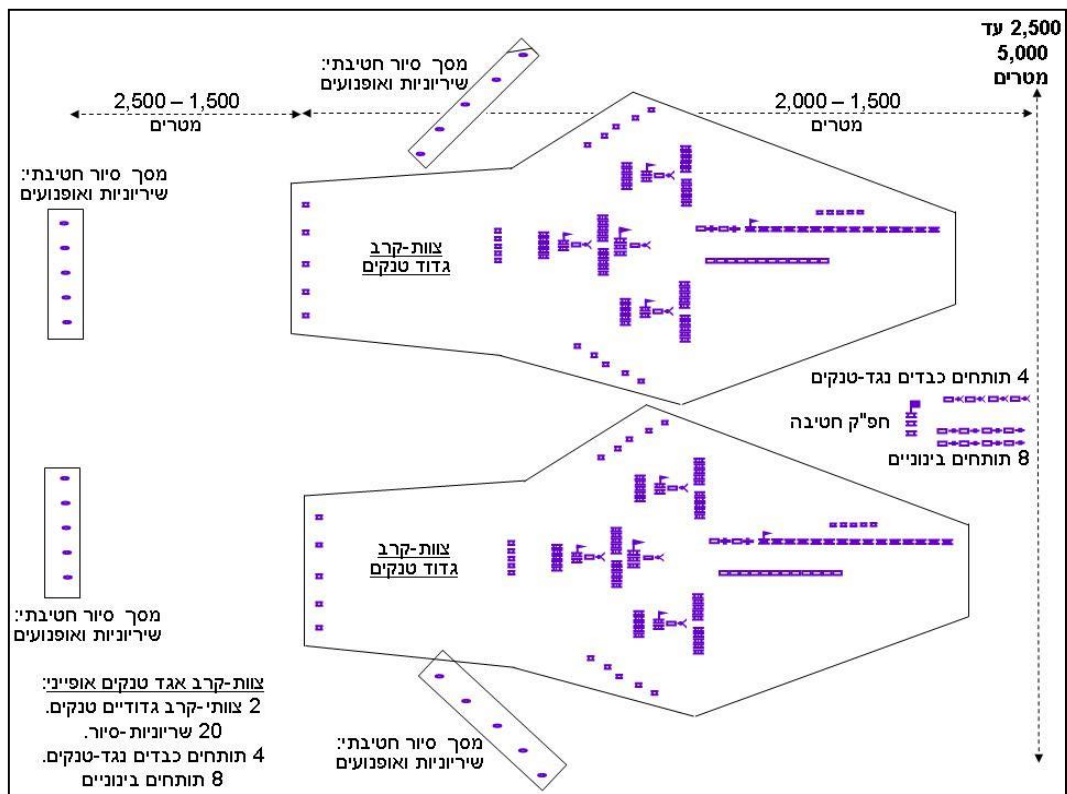 2,500 עד
5,000
מטרים
מסך סיור חטיבתי:
שיריוניות ואופנועים
1,500 – 2,500
מטרים
1,500 – 2,000
מטרים
מסך סיור חטיבתי:
שיריוניות ואופנועים
צוות-קרב
גדוד טנקים
4 תותחים כבדים נגד-טנקים
חפ"ק חטיבה
8 תותחים בינוניים
צוות-קרב
גדוד טנקים
מסך סיור חטיבתי:
שיריוניות ואופנועים
צוות-קרב אגד טנקים אופייני:
2 צוותי-קרב גדודיים טנקים.
20 שריוניות-סיור.
4 תותחים כבדים נגד-טנקים.
8 תותחים בינוניים
מסך סיור חטיבתי:
שיריוניות ואופנועים